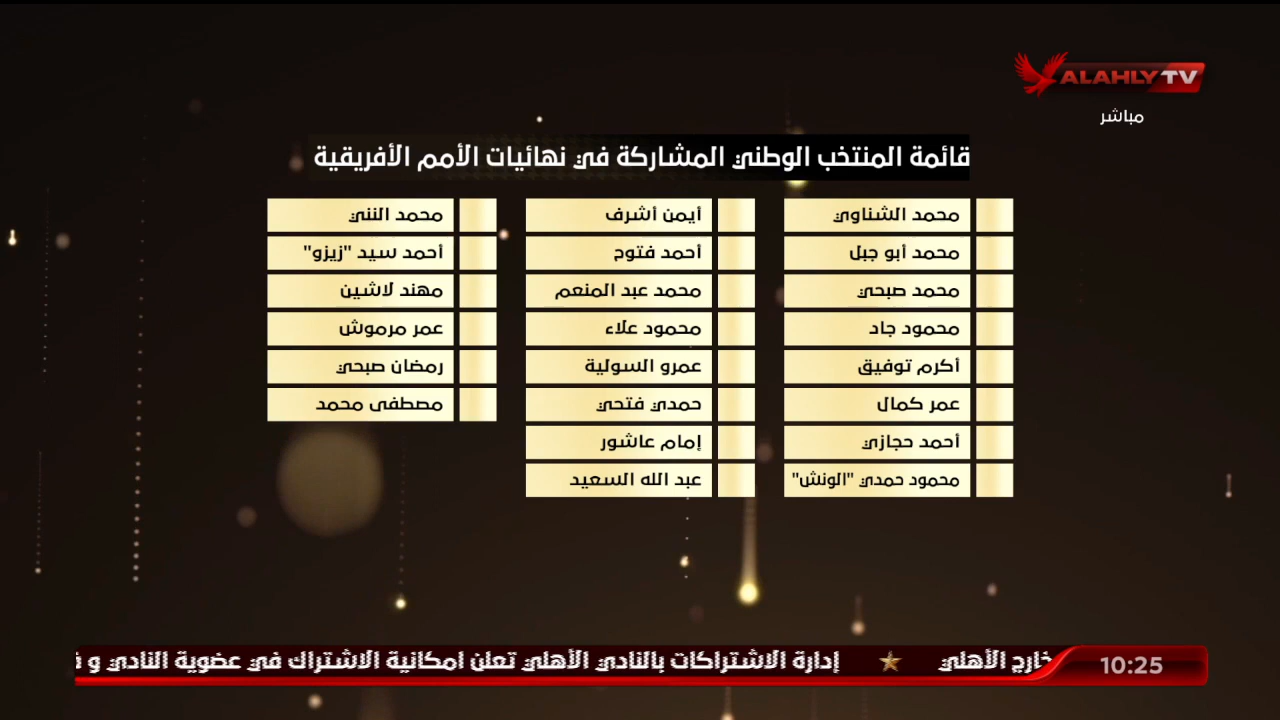 ALAHLY TV
مباشر
قائمة المنتخب الوطني المشاركة في نهائيات الأمم الأفريقية
محمد الشناوي
محمد أبو جبل
محمد صبحي
محمود جاد
أكرم توفيق
عمر كمال
أحمد حجازي
محمود حمدي "الونش"
أيمن أشرف
أحمد فتوح
محمد عبد المنعم
محمود علاء
عمرو السولية
حمدي فتحي
إمام عاشور
عبد الله السعيد
محمد النني
أحمد سيد "زيزو"
مهند لاشين
عمر مرموش
رمضان صبحي
مصطفى محمد
10:25
خارج الأهلي ★ إدارة الاشتراكات بالنادي الأهلي تعلن امكانية الاشتراك في عضوية النادي و